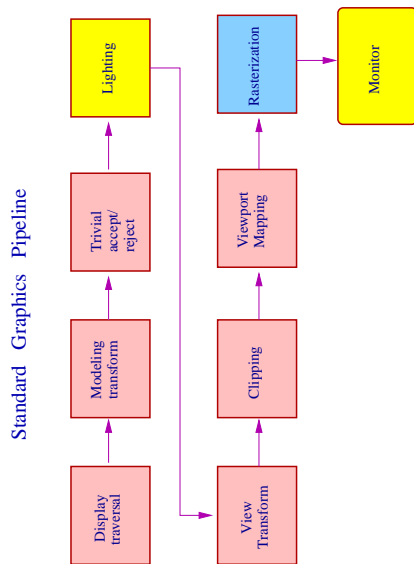 Standard Graphics Pipeline
Display
traversal
Modeling
transform
Trivial
accept/
reject
Lighting
View
Transform
Clipping
Viewport
Mapping
Rasterization
Monitor